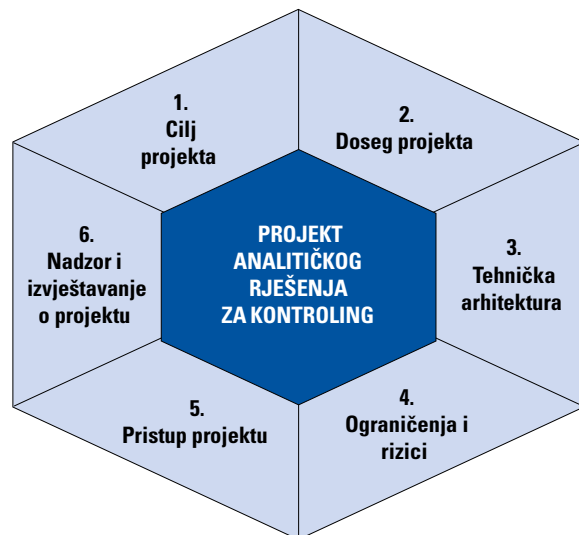 1.
Cilj
projekta
2.
Doseg projekta
3.
Tehnička
arhitektura
4.
Ograničenja i
rizici
5.
Pristup projektu
6.
Nadzor i
izvještavanje
o projektu
PROJEKT
ANALITIČKOG
RJEŠENJA
ZA KONTROLING